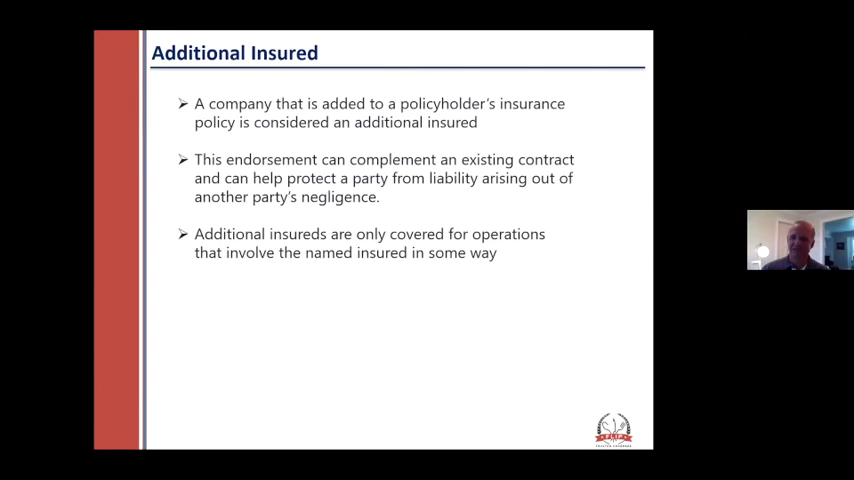 Additional Insured
➢ A company that is added to a policyholder's insurance
policy is considered an additional insured
➢ This endorsement can complement an existing contract
and can help protect a party from liability arising out of
another party's negligence.
➢ Additional insureds are only covered for operations
that involve the named insured in some way
FLIP